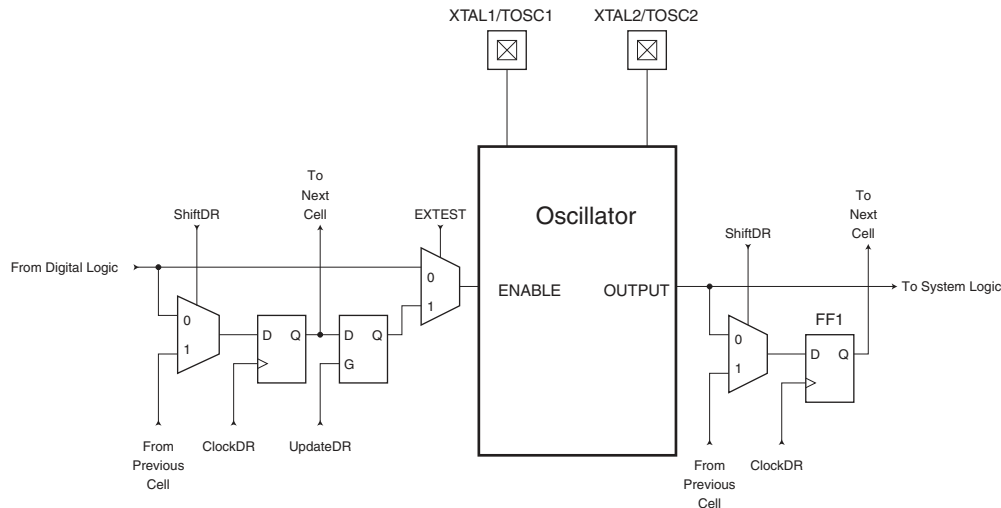 XTAL1/TOSC1
XTAL2/TOSC2
To
Next
Cell
ShiftDR
EXTEST
From Digital Logic
0
1
D Q
D Q
G
0
1
Oscillator
ENABLE
OUTPUT
To
Next
Cell
ShiftDR
To System Logic
FF1
0
1
D Q
From
Previous
Cell
ClockDR
UpdateDR
From
Previous
Cell
ClockDR